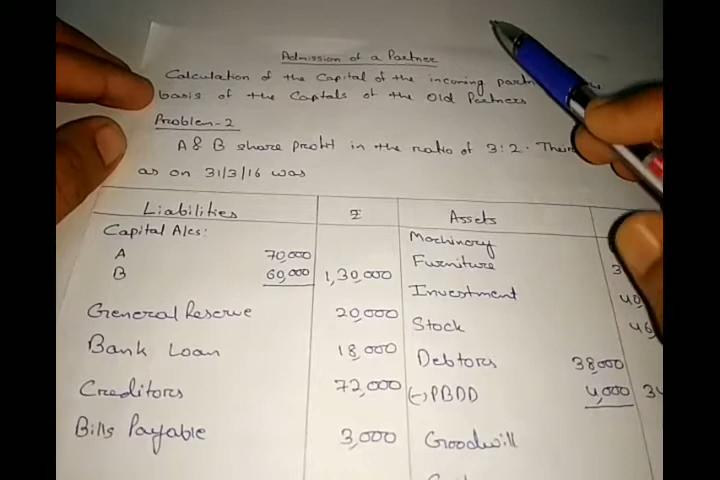 Admission of a Partner
Calculation of the Capital of the incoming
basis of the Capitals of the Old Partners
Problem-2
A & B share profit in the ratio of 3:2. Their
as on 31/3/16 was
Liabilities ₹ Assets
Capital A/cs: Machinery
A 70,000 Furniture
B 60,000 1,30,000 Investment
General Reserve 20,000 Stock
Bank Loan 18,000 Debtors 38,000
Creditors 72,000 (-) PBDD 4,000
Bills Payable 3,000 Goodwill